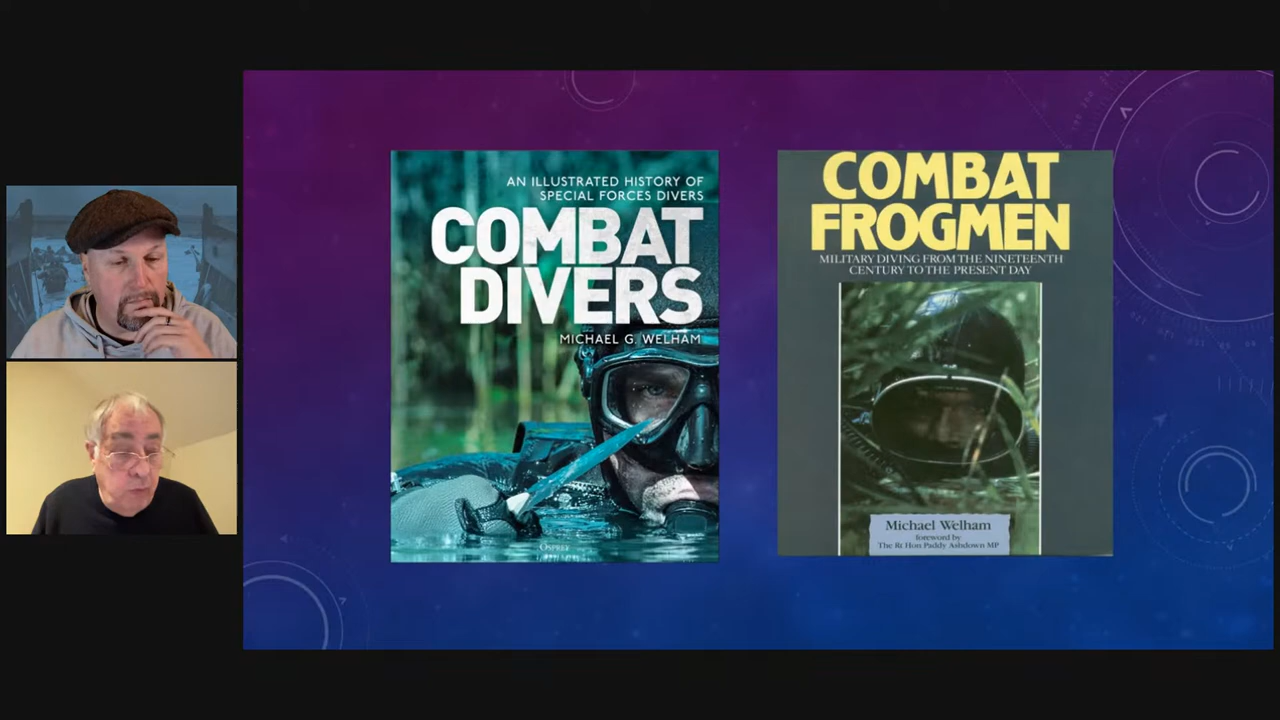 AN ILLUSTRATED HISTORY OF
SPECIAL FORCES DIVERS
COMBAT
DIVERS
MICHAEL G. WELHAM
OSPREY
COMBAT
FROGMEN
MILITARY DIVING FROM THE NINETEENTH
CENTURY TO THE PRESENT DAY
Michael Welham
foreword by
The Rt Hon Paddy Ashdown MP